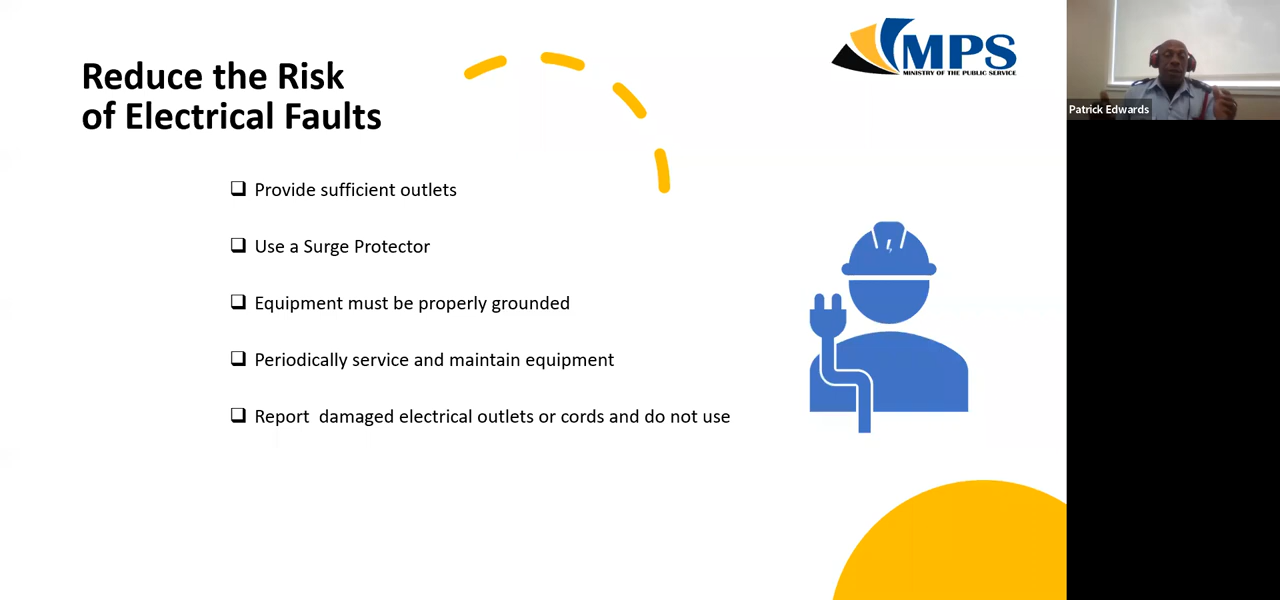 MPS
MINISTRY OF THE PUBLIC SERVICE
Patrick Edwards
Reduce the Risk
of Electrical Faults
❑ Provide sufficient outlets
❑ Use a Surge Protector
❑ Equipment must be properly grounded
❑ Periodically service and maintain equipment
❑ Report  damaged electrical outlets or cords and do not use